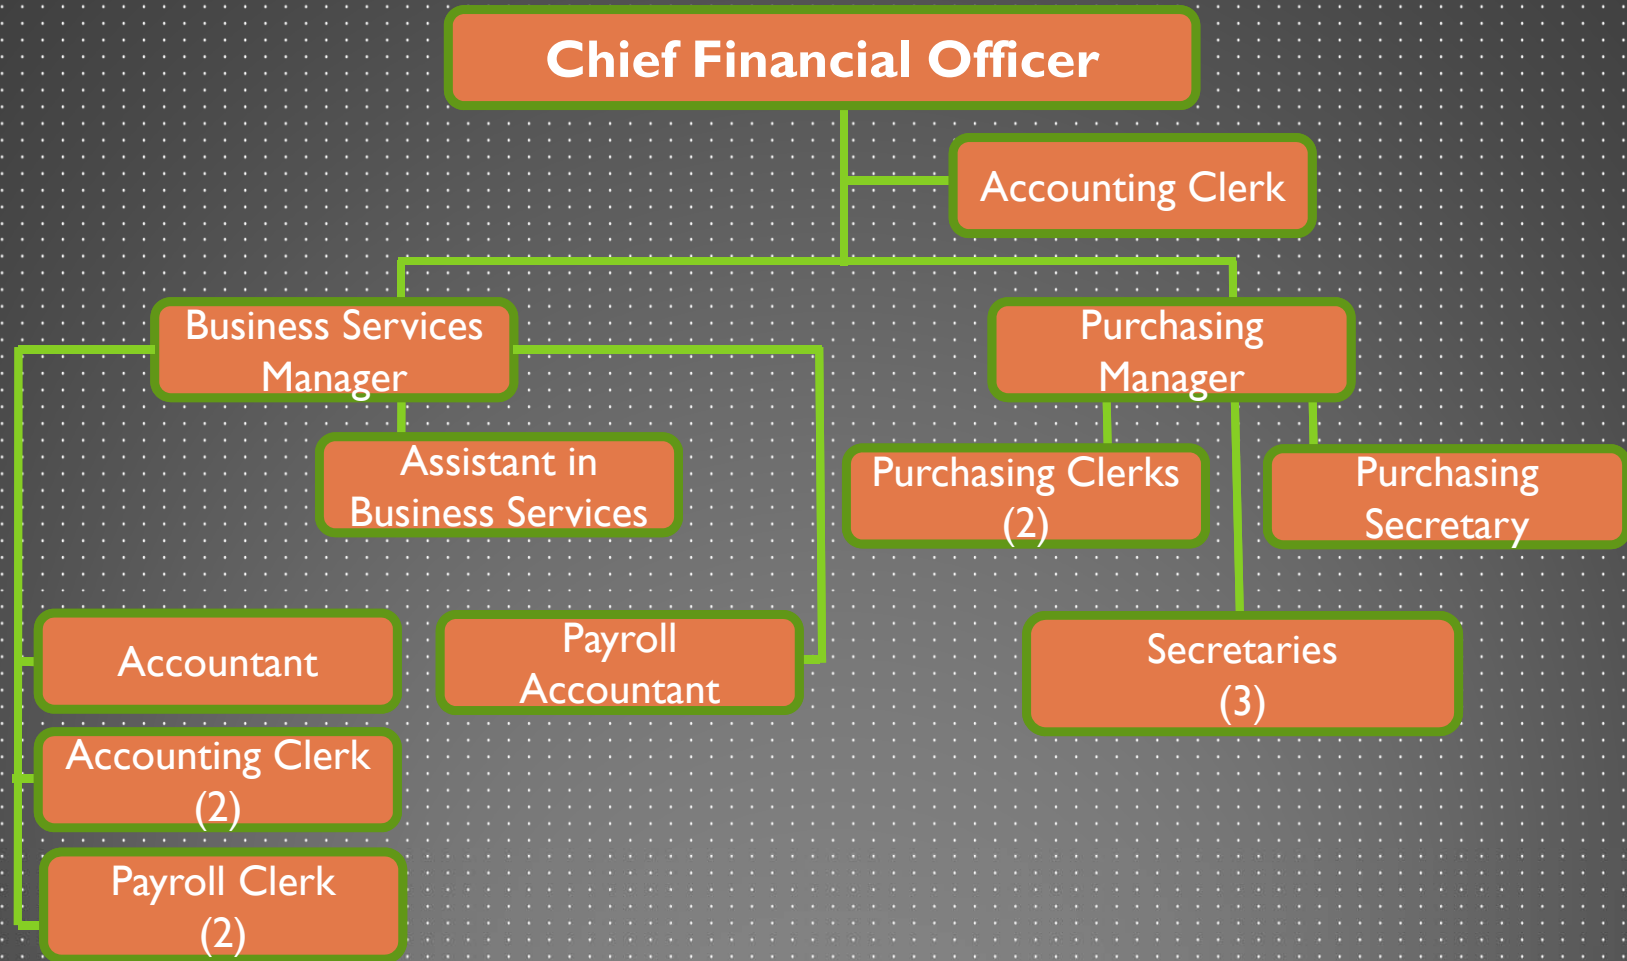 Chief Financial Officer
Accounting Clerk
Business Services
Manager
Purchasing
Manager
Assistant in
Business Services
Purchasing Clerks
(2)
Purchasing
Secretary
Accountant
Payroll
Accountant
Secretaries
(3)
Accounting Clerk
(2)
Payroll Clerk
(2)